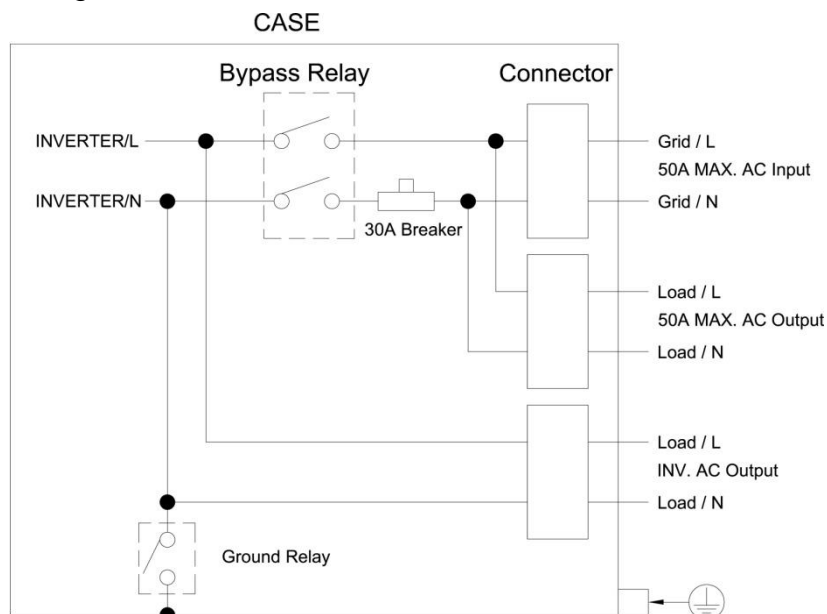 CASE
Bypass Relay
Connector
INVERTER/L
Grid / L
50A MAX. AC Input
INVERTER/N
Grid / N
30A Breaker
Load / L
50A MAX. AC Output
Load / N
Load / L
INV. AC Output
Load / N
Ground Relay